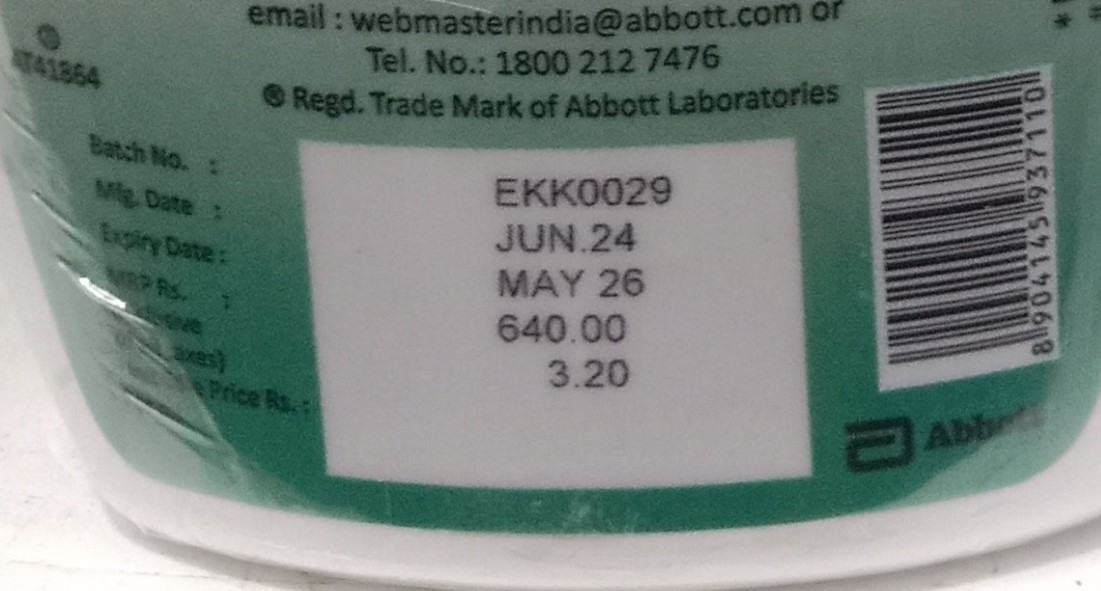 email : webmasterindia@abbott.com or
Tel. No.: 1800 212 7476
® Regd. Trade Mark of Abbott Laboratories
Batch No. : EKK0029
Mfg. Date : JUN.24
Expiry Date : MAY 26
MRP Rs. : 640.00
Price Rs. : 3.20
8904145937110
Abbott